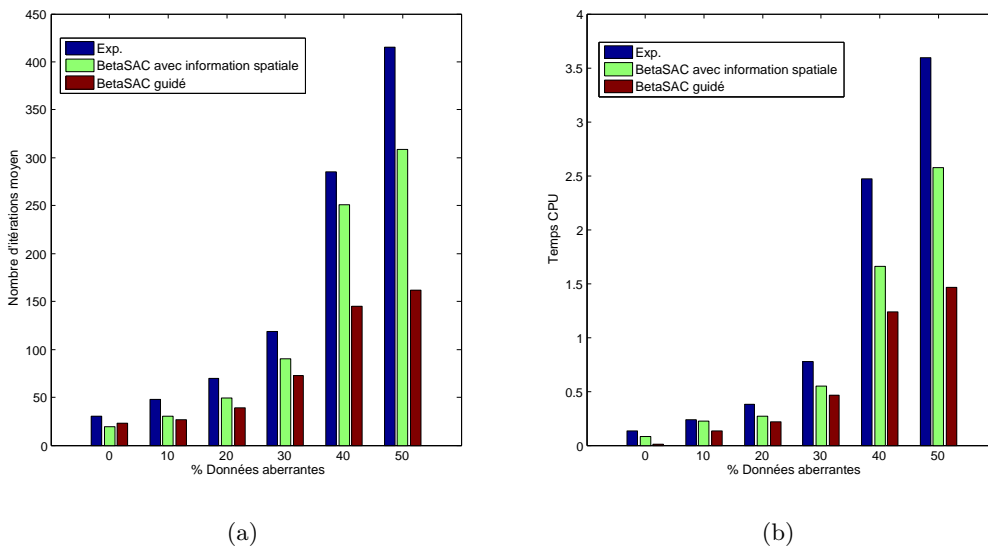 450
400
350
300
250
200
150
100
50
0
Nombre d'itérations moyen
Exp.
BetaSAC avec information spatiale
BetaSAC guidé
0 10 20 30 40 50
% Données aberrantes
(a)
4
3.5
3
2.5
2
1.5
1
0.5
0
Temps CPU
Exp.
BetaSAC avec information spatiale
BetaSAC guidé
0 10 20 30 40 50
% Données aberrantes
(b)